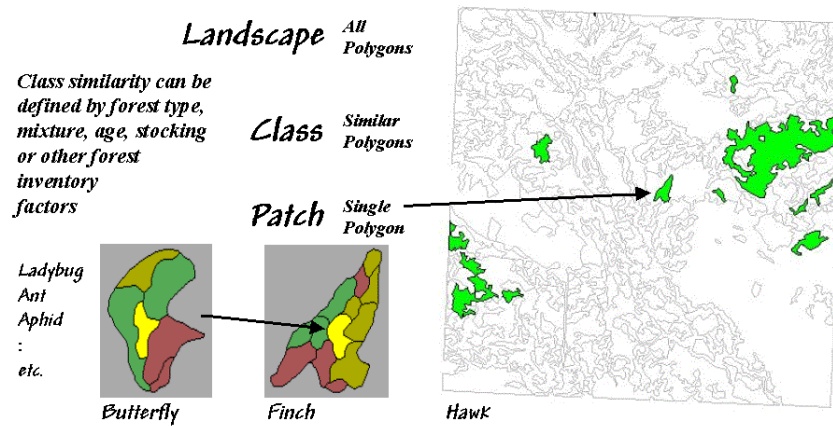 Landscape All
Polygons
Class similarity can be
defined by forest type,
mixture, age, stocking
or other forest
inventory
factors
Class Similar
Polygons
Patch Single
Polygon
Ladybug
Ant
Aphid
:
etc.
Butterfly
Finch
Hawk